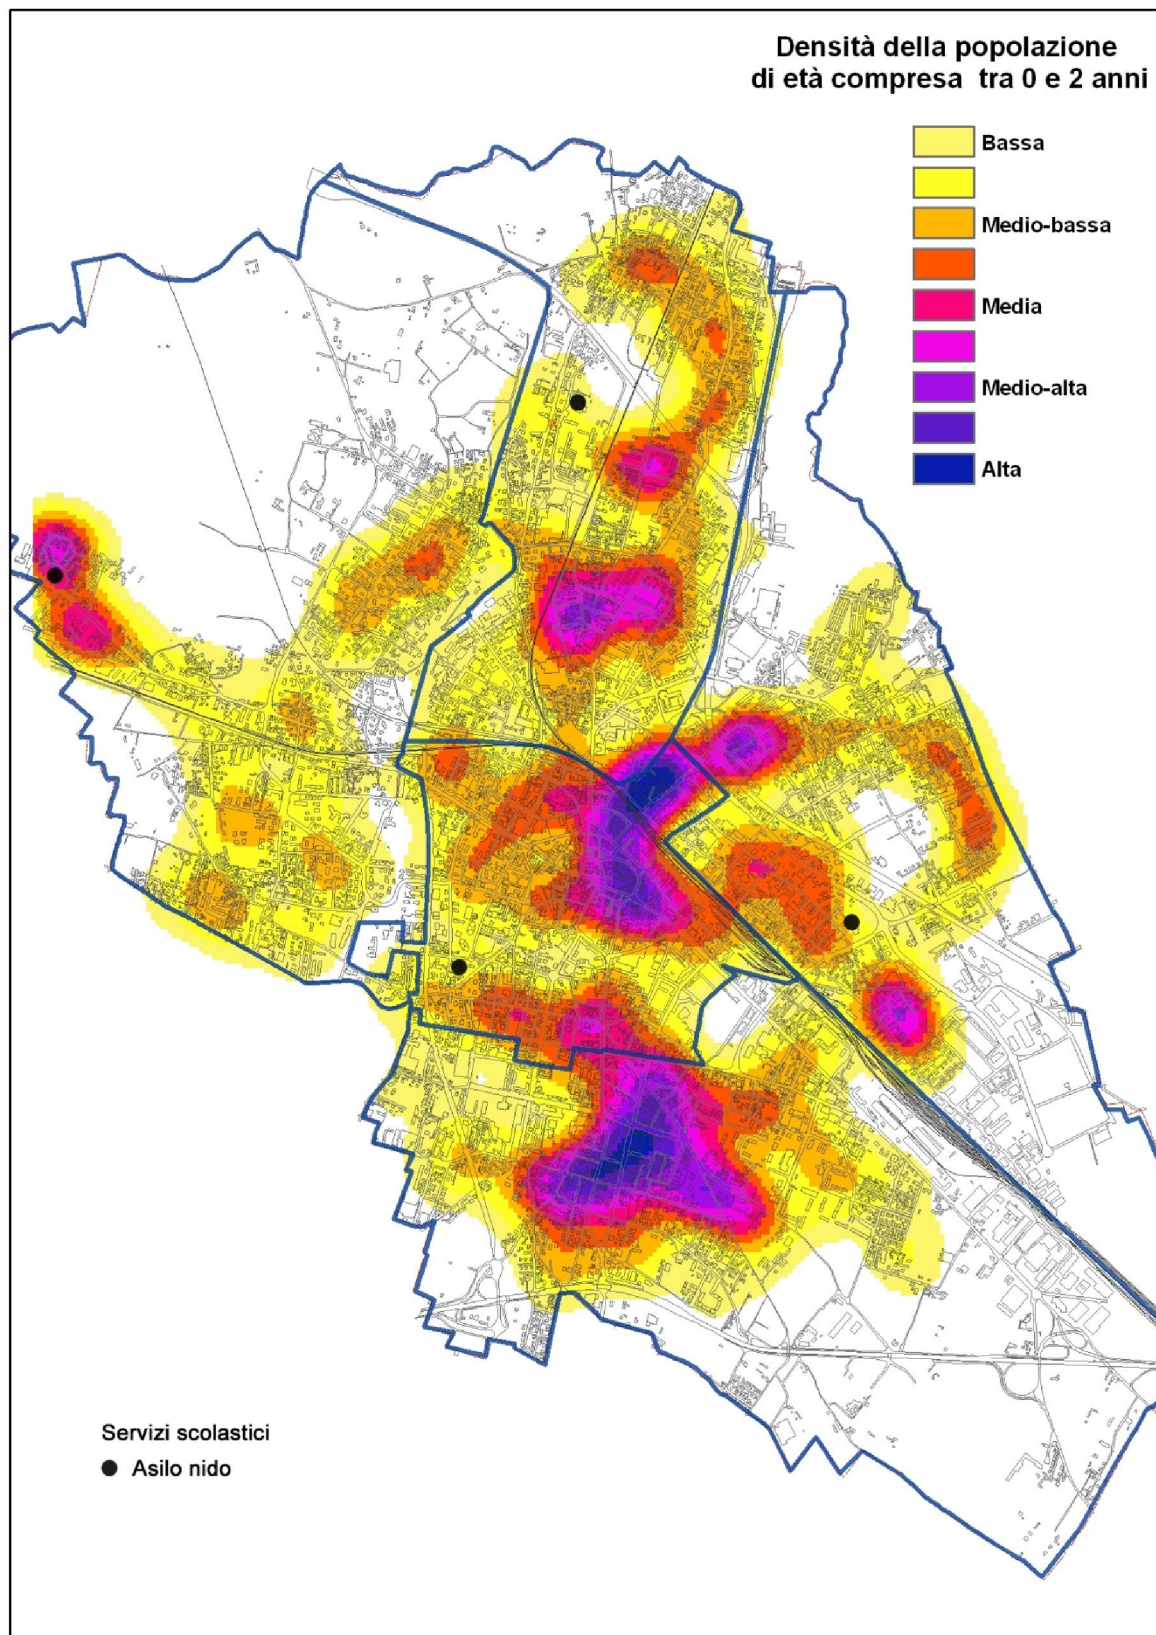 Densità della popolazione
di età compresa tra 0 e 2 anni
Bassa
Medio-bassa
Media
Medio-alta
Alta
Servizi scolastici
Asilo nido